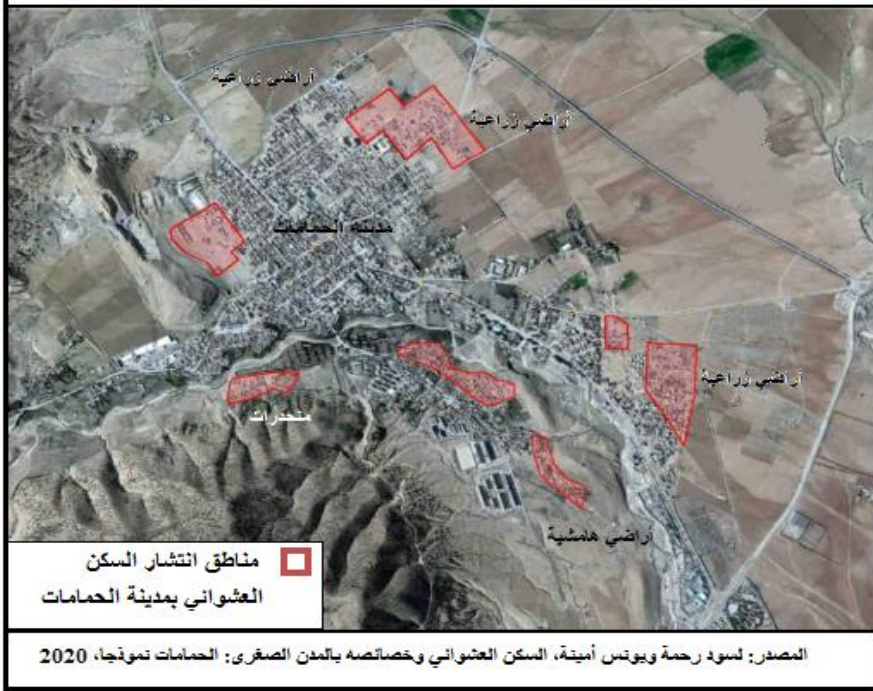 أراضي زراعية
أراضي زراعية
مدينة الحمامات
أراضي زراعية
منحدرات
أراضي هامشية
مناطق انتشار السكن
العشوائي بمدينة الحمامات
المصدر: لسود رحمة ويونس أمينة، السكن العشوائي وخصائصه بالمدن الصغرى: الحمامات نموذجا، 2020